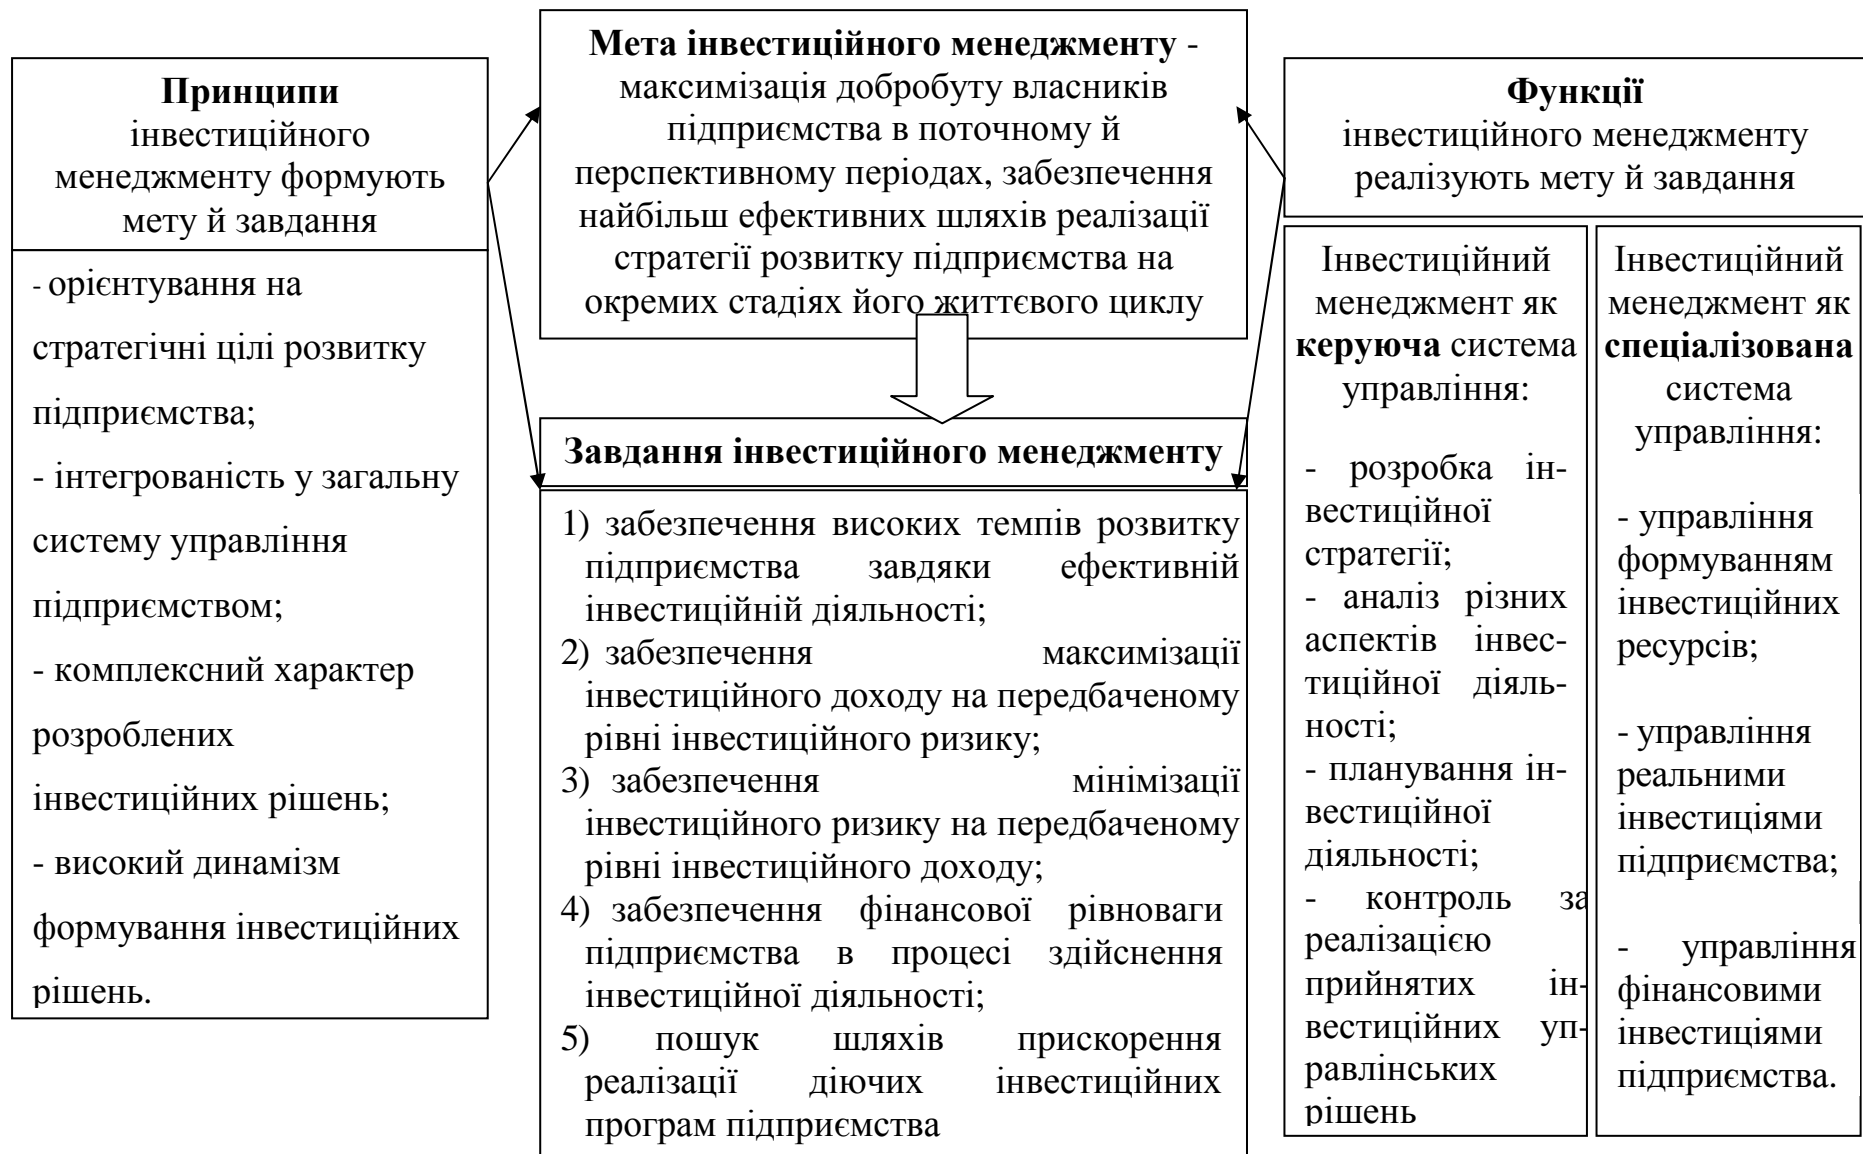 Принципи
інвестиційного
менеджменту формують
мету й завдання
- орієнтування на
стратегічні цілі розвитку
підприємства;
- інтегрованість у загальну
систему управління
підприємством;
- комплексний характер
розроблених
інвестиційних рішень;
- високий динамізм
формування інвестиційних
рішень.
Мета інвестиційного менеджменту -
максимізація добробуту власників
підприємства в поточному й
перспективному періодах, забезпечення
найбільш ефективних шляхів реалізації
стратегії розвитку підприємства на
окремих стадіях його життєвого циклу
Завдання інвестиційного менеджменту
1) забезпечення високих темпів розвитку
підприємства завдяки ефективній
інвестиційній діяльності;
2) забезпечення максимізації
інвестиційного доходу на передбаченому
рівні інвестиційного ризику;
3) забезпечення мінімізації
інвестиційного ризику на передбаченому
рівні інвестиційного доходу;
4) забезпечення фінансової рівноваги
підприємства в процесі здійснення
інвестиційної діяльності;
5) пошук шляхів прискорення
реалізації діючих інвестиційних
програм підприємства
Функції
інвестиційного менеджменту
реалізують мету й завдання
Інвестиційний
менеджмент як
керуюча система
управління:
- розробка ін-
вестиційної
стратегії;
- аналіз різних
аспектів інвес-
тиційної діяль-
ності;
- планування ін-
вестиційної
діяльності;
- контроль за
реалізацією
прийнятих ін-
вестиційних уп-
равлінських
рішень
Інвестиційний
менеджмент як
спеціалізована
система
управління:
- управління
формуванням
інвестиційних
ресурсів;
- управління
реальними
інвестиціями
підприємства;
- управління
фінансовими
інвестиціями
підприємства.